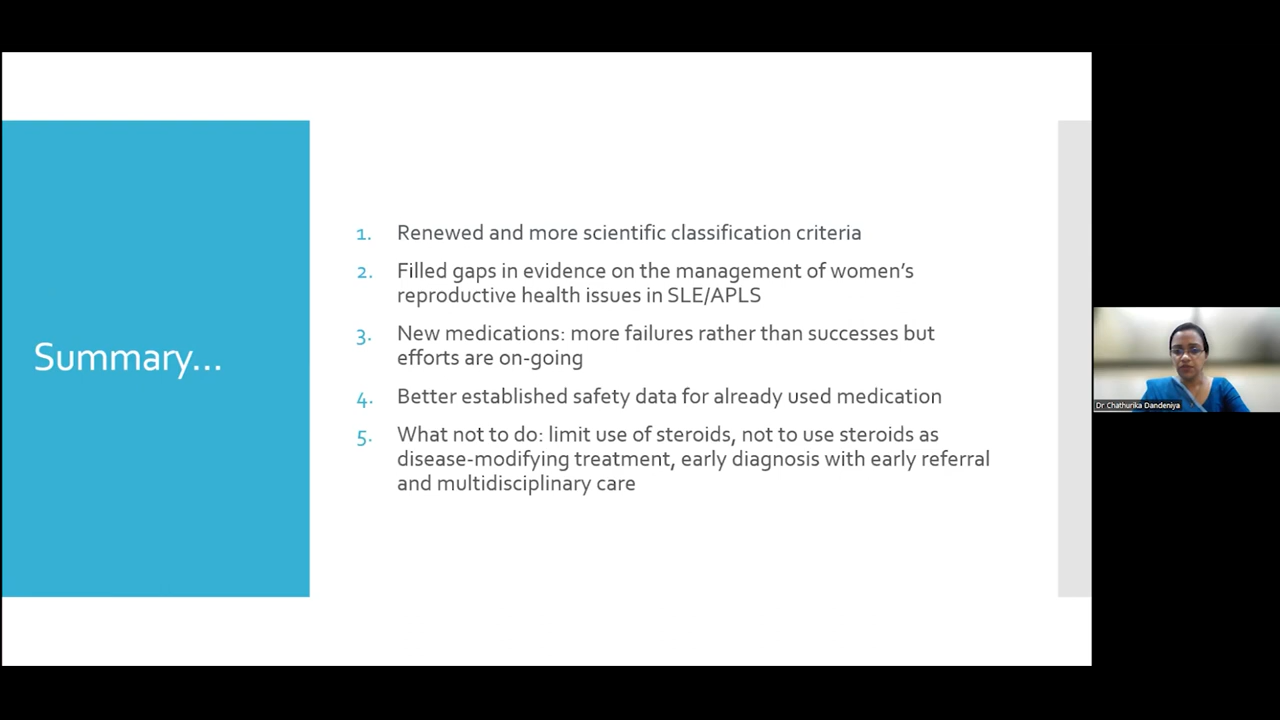 Summary...
1. Renewed and more scientific classification criteria
2. Filled gaps in evidence on the management of women’s
reproductive health issues in SLE/APLS
3. New medications: more failures rather than successes but
efforts are on-going
4. Better established safety data for already used medication
5. What not to do: limit use of steroids, not to use steroids as
disease-modifying treatment, early diagnosis with early referral
and multidisciplinary care
Dr Chathurika Dandeniya